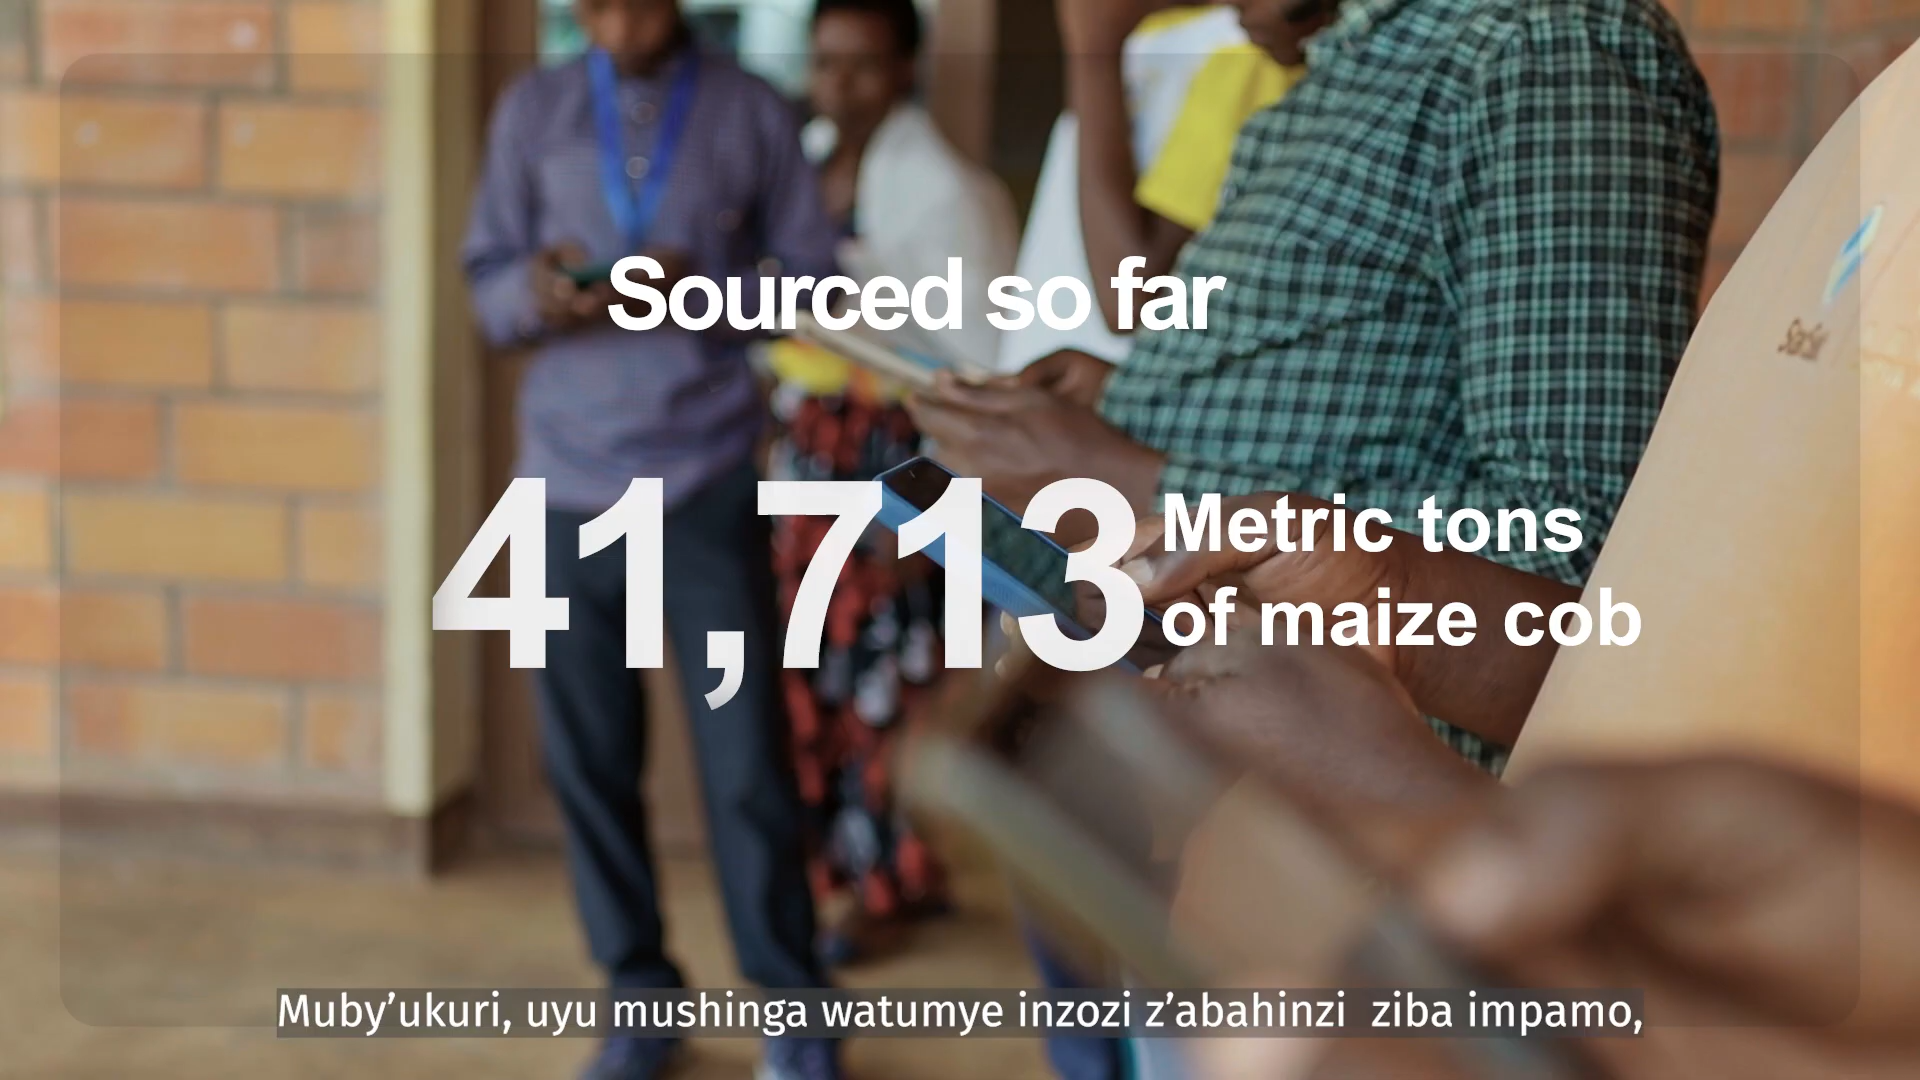 Sourced so far
41,713
Metric tons
of maize cob
Muby’ukuri, uyu mushinga watumye inzozi z’abahinzi ziba impamo,